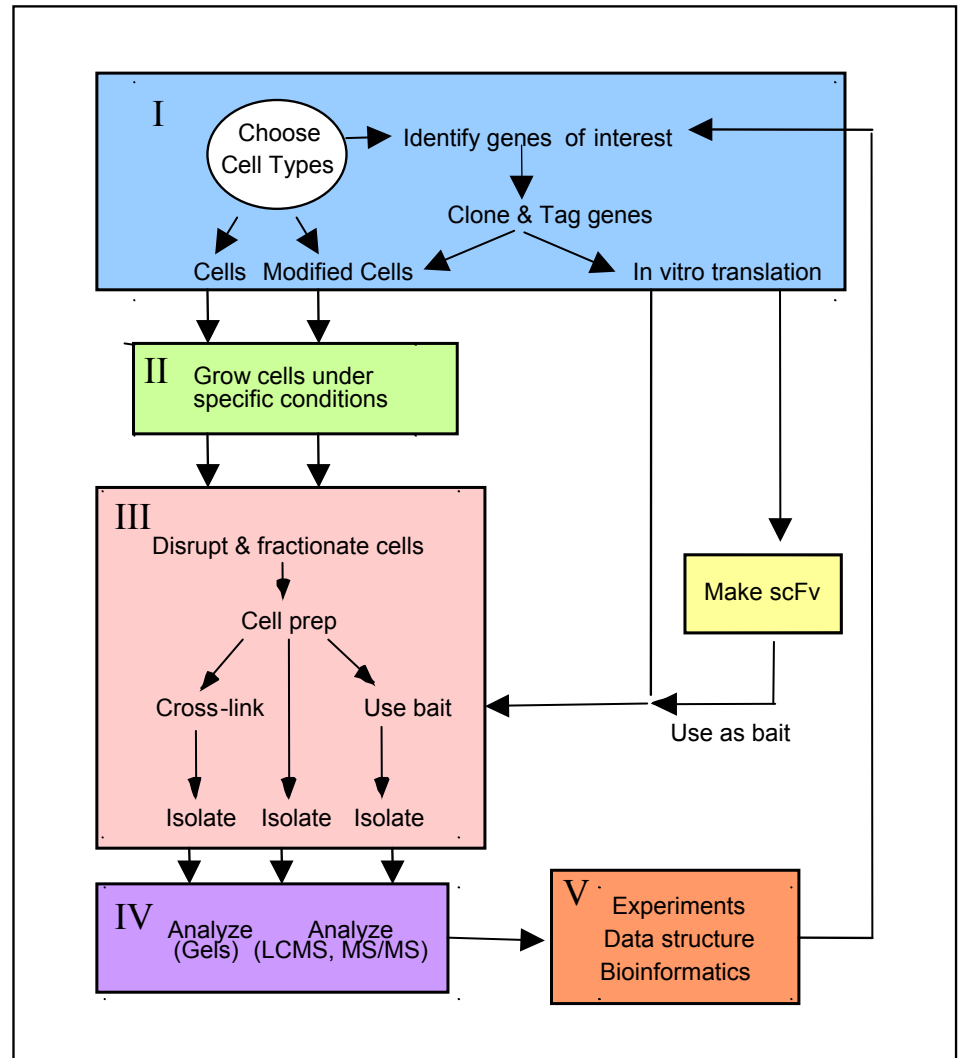 I
Choose
Cell Types
Identify genes of interest
Clone & Tag genes
Cells Modified Cells
In vitro translation
II
Grow cells under
specific conditions
III
Disrupt & fractionate cells
Cell prep
Cross-link
Use bait
Isolate Isolate Isolate
Make scFv
Use as bait
IV
Analyze
(Gels)
Analyze
(LCMS, MS/MS)
V
Experiments
Data structure
Bioinformatics